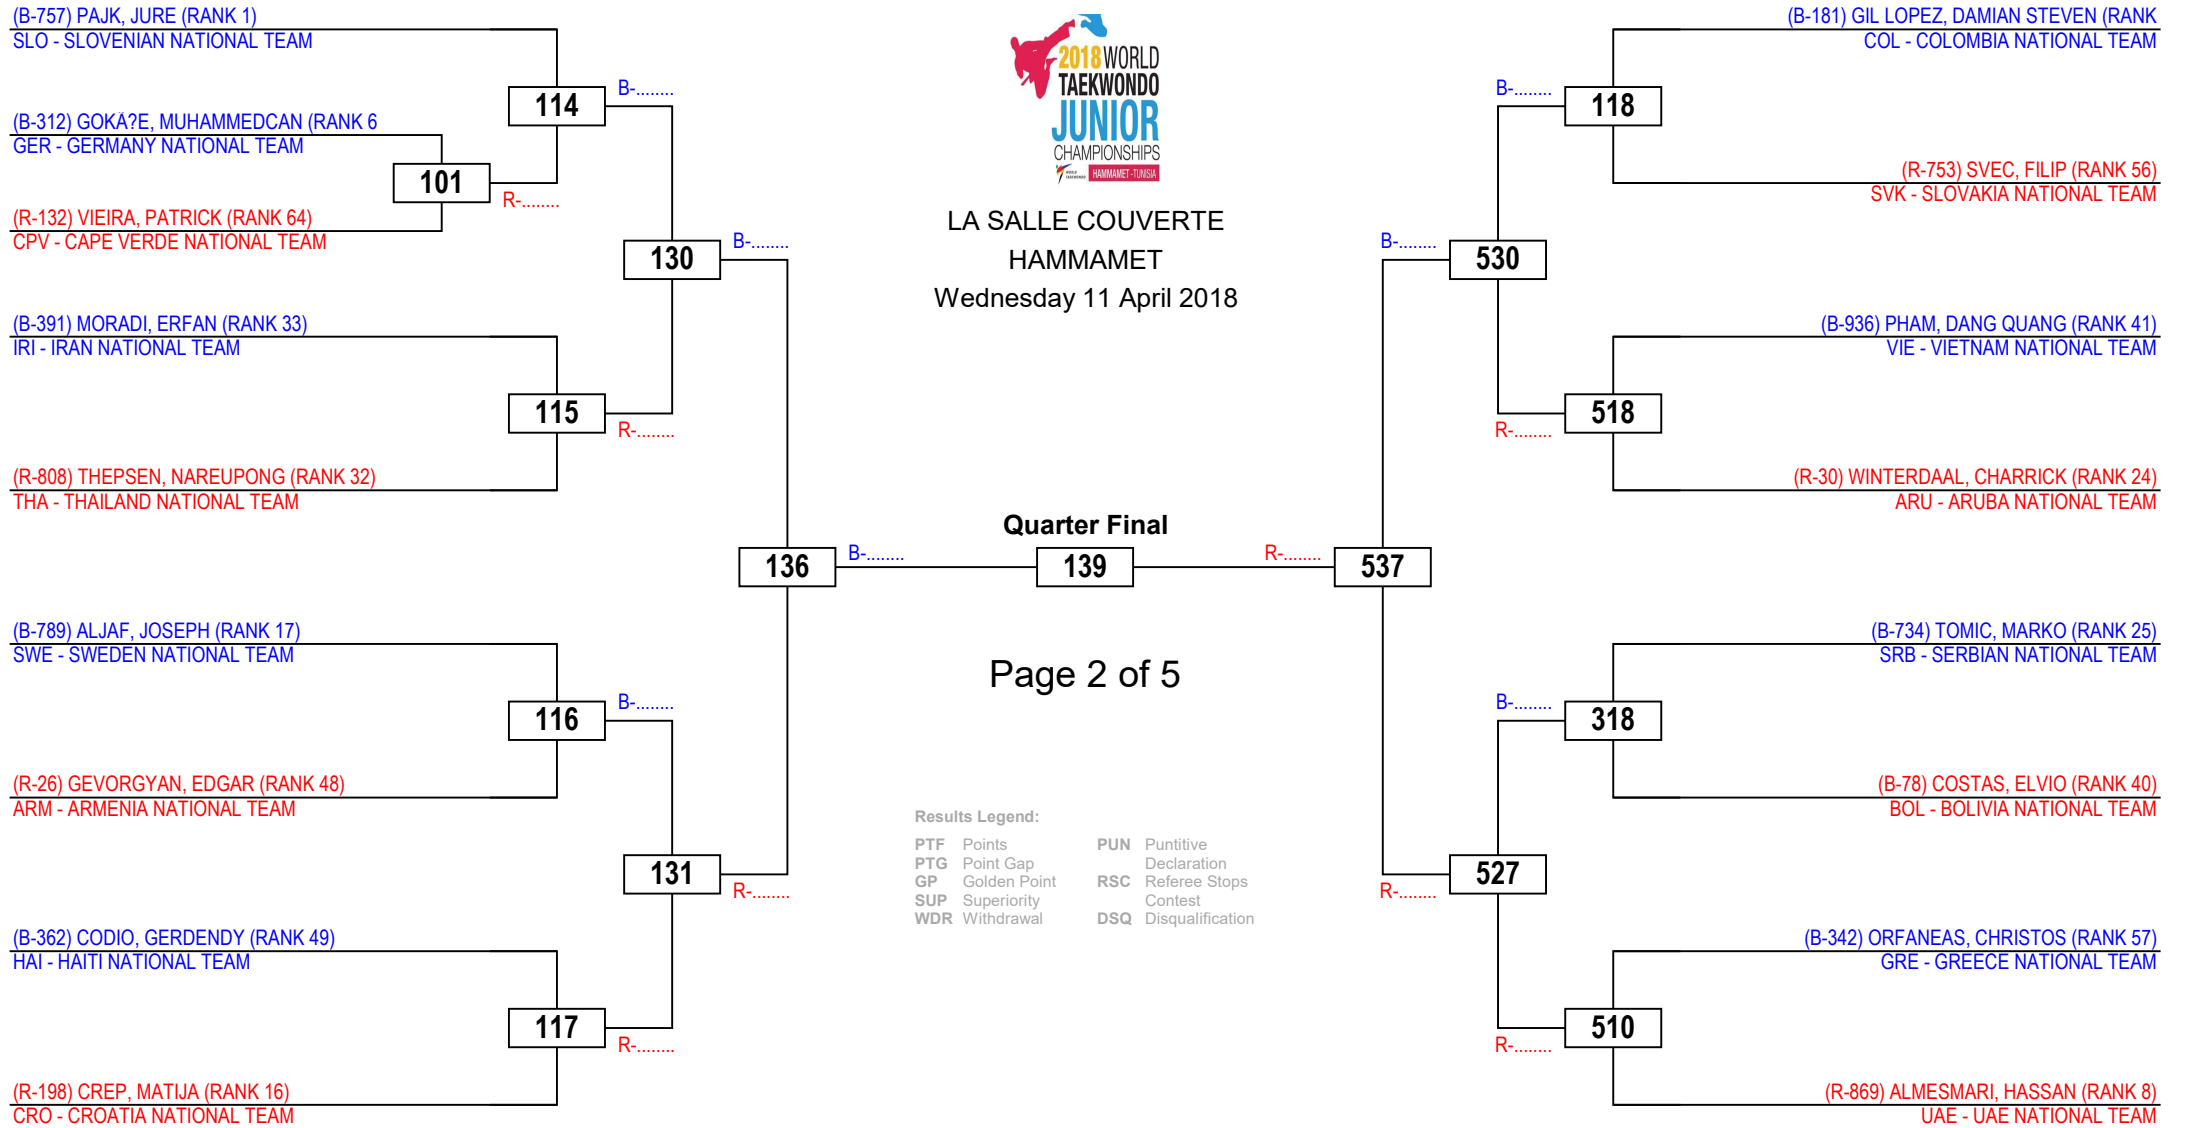 (B-757) PAJK, JURE (RANK 1)
SLO - SLOVENIAN NATIONAL TEAM
114
B-........
(B-312) GOKÄ?E, MUHAMMEDCAN (RANK 6
GER - GERMANY NATIONAL TEAM
101
R-........
(R-132) VIEIRA, PATRICK (RANK 64)
CPV - CAPE VERDE NATIONAL TEAM
130
B-........
(B-391) MORADI, ERFAN (RANK 33)
IRI - IRAN NATIONAL TEAM
115
R-........
(R-808) THEPSEN, NAREUPONG (RANK 32)
THA - THAILAND NATIONAL TEAM
136
B-........
(B-789) ALJAF, JOSEPH (RANK 17)
SWE - SWEDEN NATIONAL TEAM
116
B-........
(R-26) GEVORGYAN, EDGAR (RANK 48)
ARM - ARMENIA NATIONAL TEAM
131
R-........
(B-362) CODIO, GERDENDY (RANK 49)
HAI - HAITI NATIONAL TEAM
117
R-........
(R-198) CREP, MATIJA (RANK 16)
CRO - CROATIA NATIONAL TEAM
2018 WORLD
TAEKWONDO
JUNIOR
CHAMPIONSHIPS
HAMMAMET - TUNISIA
LA SALLE COUVERTE
HAMMAMET
Wednesday 11 April 2018
Quarter Final
139
Page 2 of 5
Results Legend:
PTF Points
PTG Point Gap
GP Golden Point
SUP Superiority
WDR Withdrawal
PUN Puntitive
Declaration
RSC Referee Stops
Contest
DSQ Disqualification
(B-181) GIL LOPEZ, DAMIAN STEVEN (RANK
COL - COLOMBIA NATIONAL TEAM
B-........
118
(R-753) SVEC, FILIP (RANK 56)
SVK - SLOVAKIA NATIONAL TEAM
B-........
530
(B-936) PHAM, DANG QUANG (RANK 41)
VIE - VIETNAM NATIONAL TEAM
R-........
518
(R-30) WINTERDAAL, CHARRICK (RANK 24)
ARU - ARUBA NATIONAL TEAM
R-........
537
(B-734) TOMIC, MARKO (RANK 25)
SRB - SERBIAN NATIONAL TEAM
B-........
318
(B-78) COSTAS, ELVIO (RANK 40)
BOL - BOLIVIA NATIONAL TEAM
R-........
527
(B-342) ORFANEAS, CHRISTOS (RANK 57)
GRE - GREECE NATIONAL TEAM
R-........
510
(R-869) ALMESMARI, HASSAN (RANK 8)
UAE - UAE NATIONAL TEAM